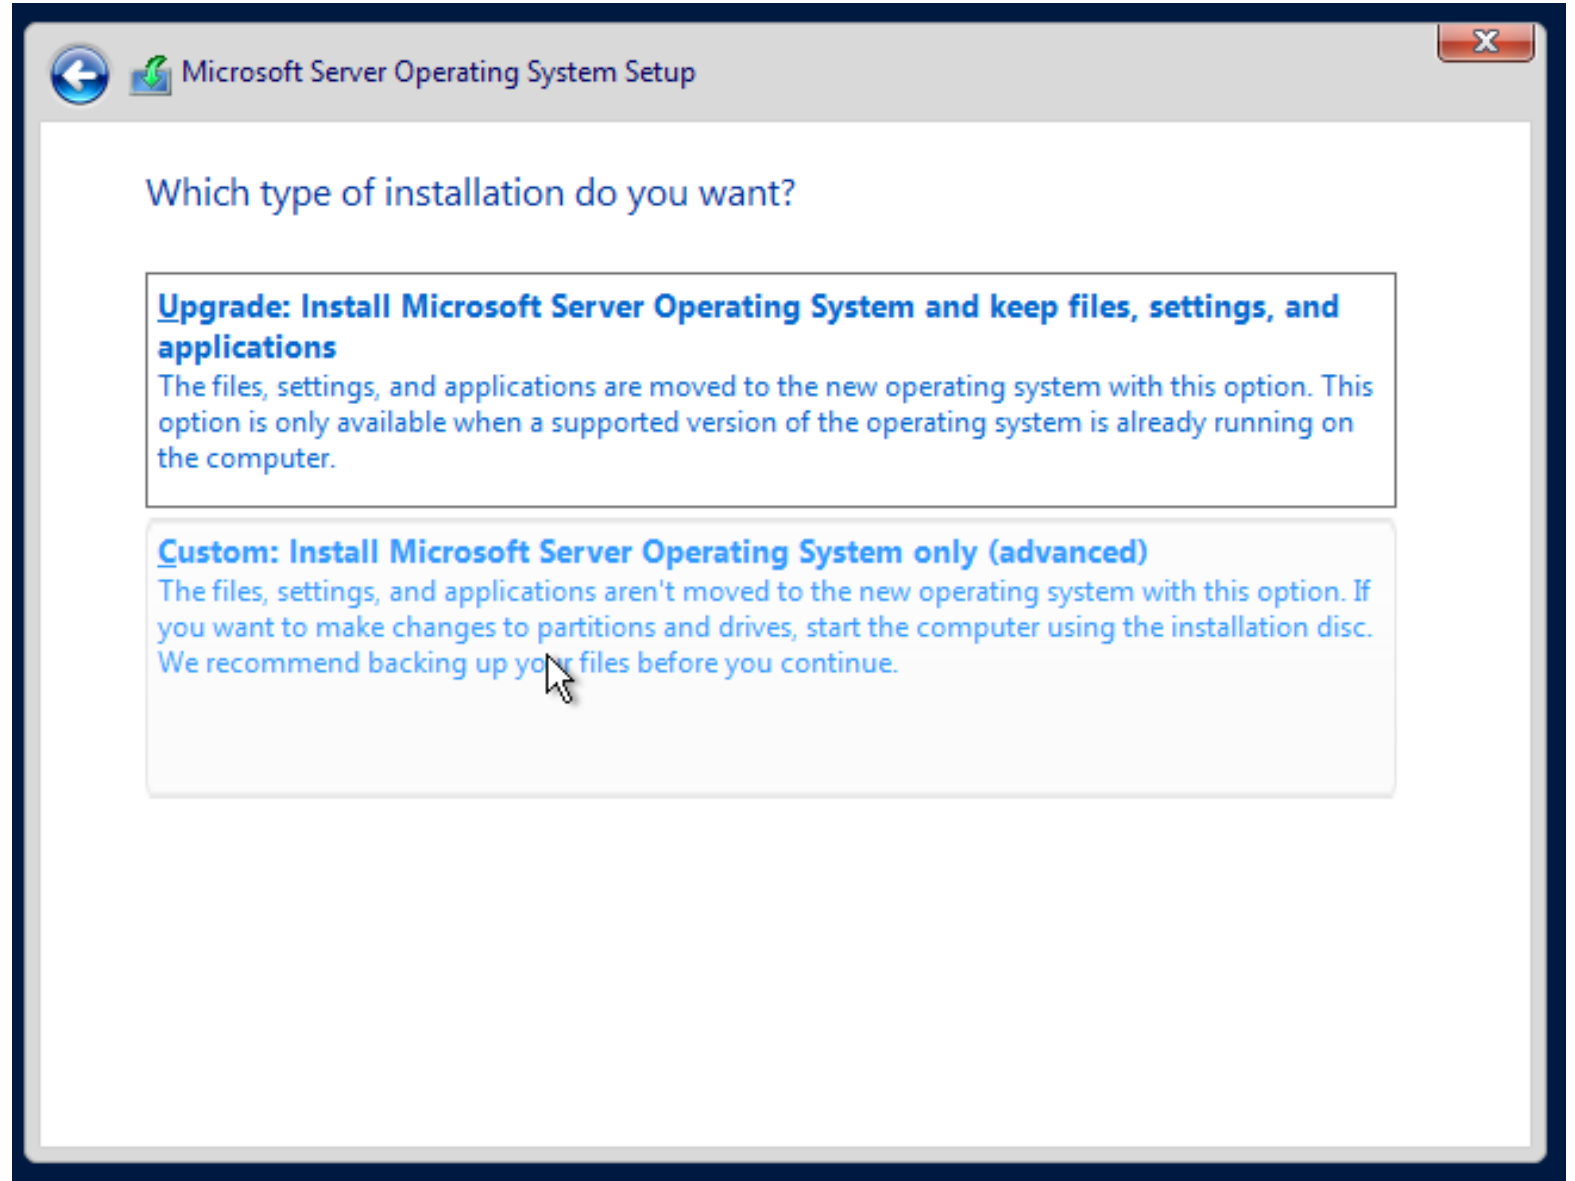 Microsoft Server Operating System Setup
Which type of installation do you want?
Upgrade: Install Microsoft Server Operating System and keep files, settings, and
applications
The files, settings, and applications are moved to the new operating system with this option. This
option is only available when a supported version of the operating system is already running on
the computer.
Custom: Install Microsoft Server Operating System only (advanced)
The files, settings, and applications aren't moved to the new operating system with this option. If
you want to make changes to partitions and drives, start the computer using the installation disc.
We recommend backing up your files before you continue.